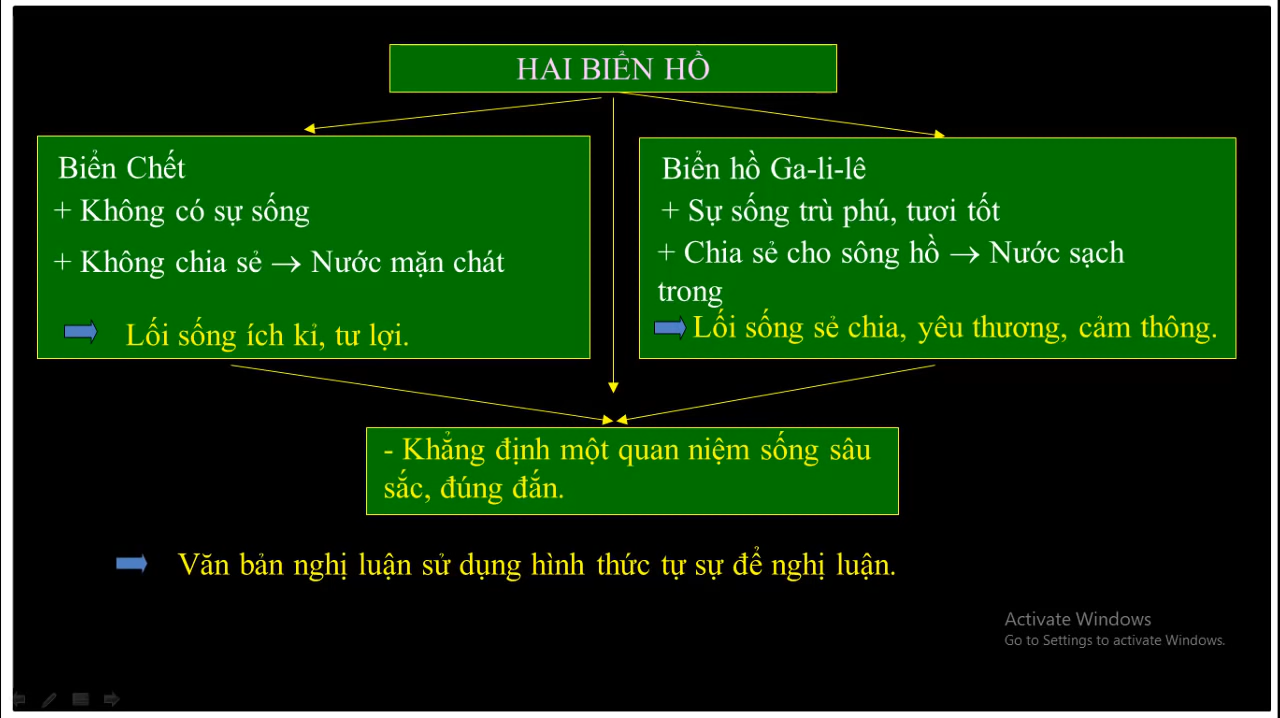 HAI BIỂN HỒ
Biển Chết
+ Không có sự sống
+ Không chia sẻ → Nước mặn chát
Lối sống ích kỉ, tư lợi.
Biển hồ Ga-li-lê
+ Sự sống trù phú, tươi tốt
+ Chia sẻ cho sông hồ → Nước sạch
trong
Lối sống sẻ chia, yêu thương, cảm thông.
- Khẳng định một quan niệm sống sâu
sắc, đúng đắn.
Văn bản nghị luận sử dụng hình thức tự sự để nghị luận.
Activate Windows
Go to Settings to activate Windows.